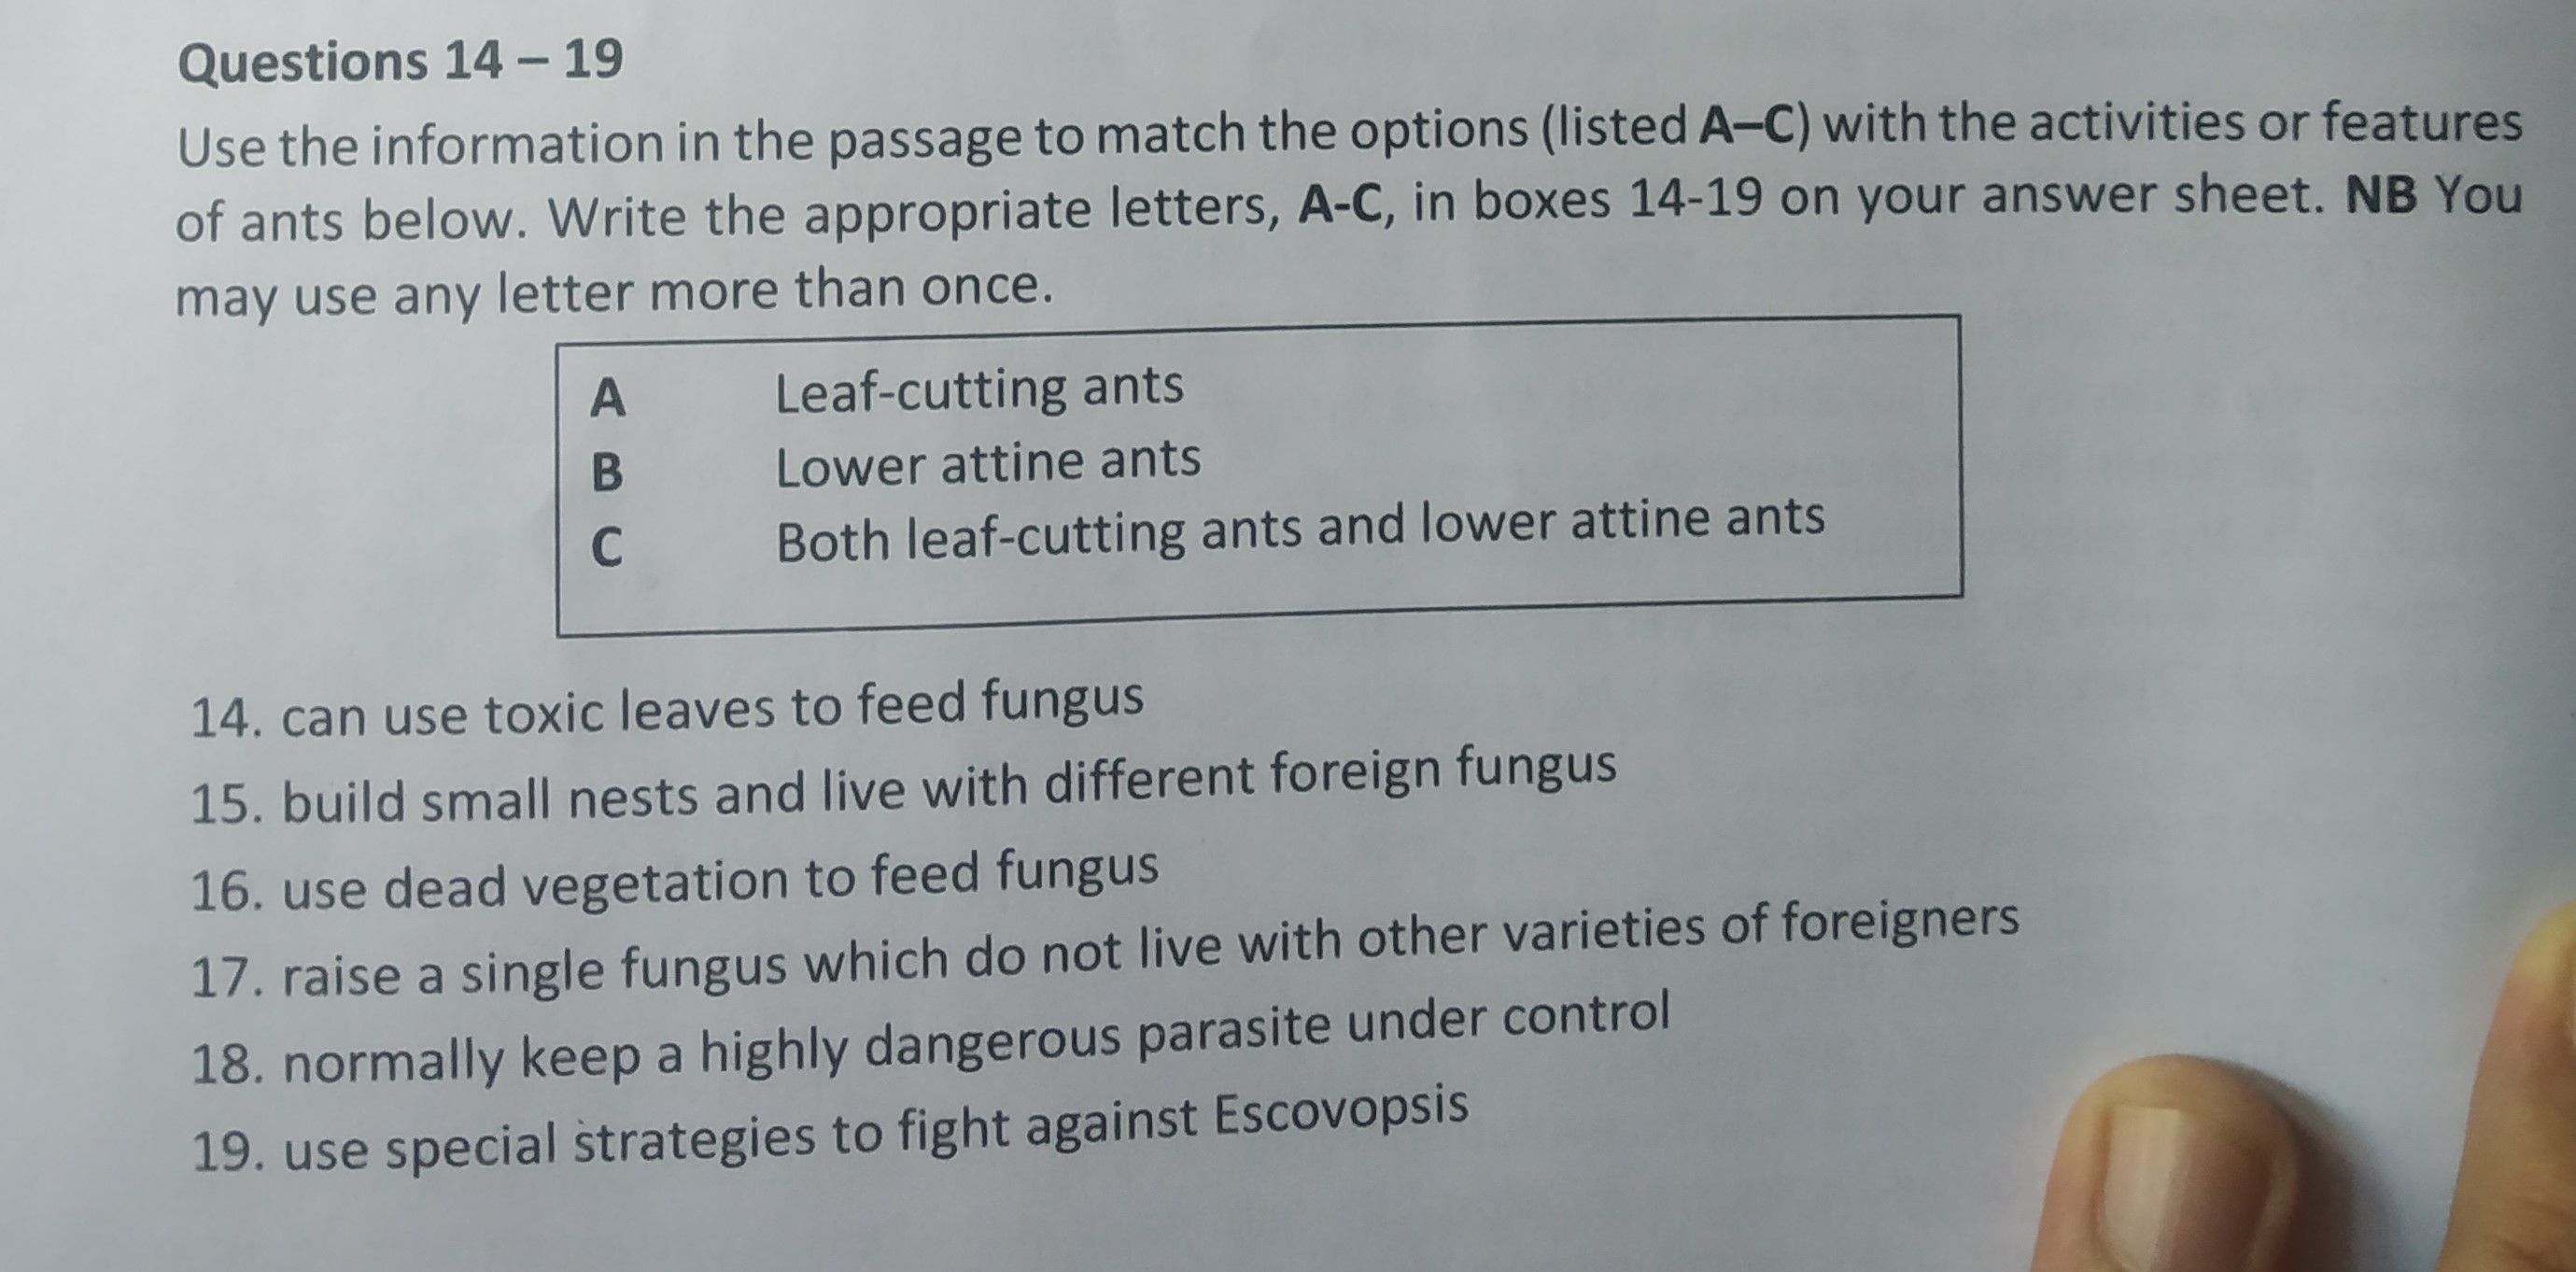 Questions 14 – 19
Use the information in the passage to match the options (listed A–C) with the activities or features
of ants below. Write the appropriate letters, A-C, in boxes 14-19 on your answer sheet. NB You
may use any letter more than once.
A Leaf-cutting ants
B Lower attine ants
C Both leaf-cutting ants and lower attine ants
14. can use toxic leaves to feed fungus
15. build small nests and live with different foreign fungus
16. use dead vegetation to feed fungus
17. raise a single fungus which do not live with other varieties of foreigners
18. normally keep a highly dangerous parasite under control
19. use special strategies to fight against Escovopsis